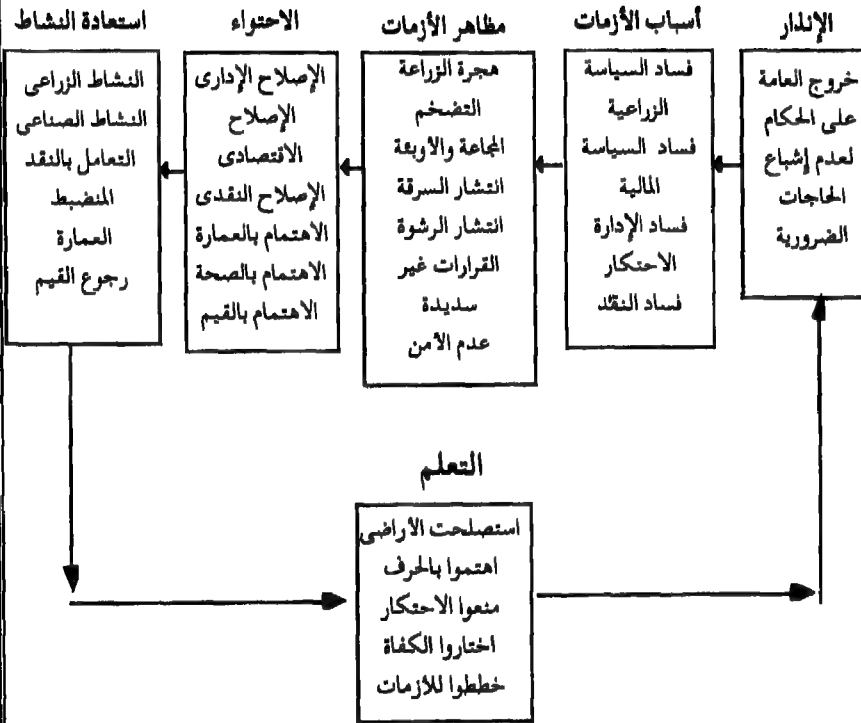 الإنذار
خروج العامة
على الحكام
لعدم إشباع
الحاجات
الضرورية
أسباب الأزمات
فساد السياسة
الزراعية
فساد السياسة
المالية
فساد الإدارة
الاحتكار
فساد النقد
مظاهر الأزمات
هجرة الزراعة
التضخم
المجاعة والأوبئة
انتشار السرقة
انتشار الرشوة
القرارات غير
سديدة
عدم الأمن
الاحتواء
الإصلاح الإدارى
الإصلاح
الاقتصادى
الإصلاح النقدى
الاهتمام بالعمارة
الاهتمام بالصحة
الاهتمام بالقيم
استعادة النشاط
النشاط الزراعى
النشاط الصناعى
التعامل بالنقد
المنضبط
العمارة
رجوع القيم
التعلم
استصلحت الأراضى
اهتموا بالحرف
منعوا الاحتكار
اختاروا الكفاة
خططوا للأزمات